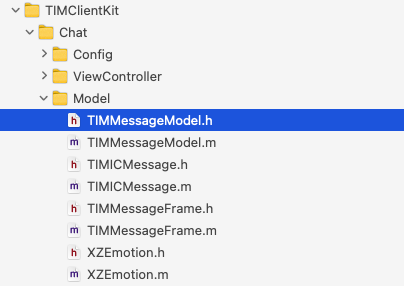 TIMClientKit
Chat
Config
ViewController
Model
h TIMMessageModel.h
m TIMMessageModel.m
h TIMICMessage.h
m TIMICMessage.m
h TIMMessageFrame.h
m TIMMessageFrame.m
h XZEmotion.h
m XZEmotion.m